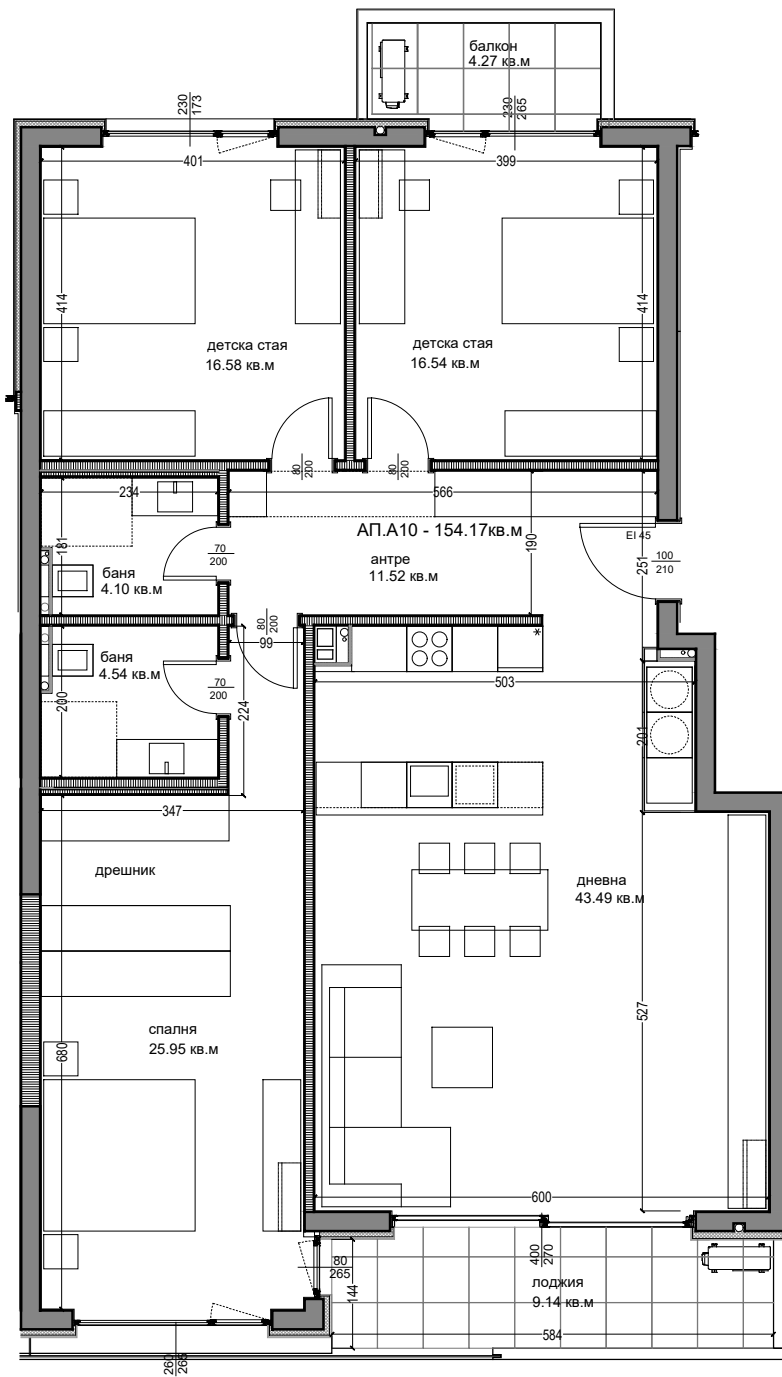 балкон
4.27 кв.м
230
173
230
265
401
399
414
414
детска стая
16.58 кв.м
детска стая
16.54 кв.м
80
200
80
200
234
566
АП.А10 - 154.17кв.м
антре
11.52 кв.м
190
EI 45
251
100
210
181
70
200
баня
4.10 кв.м
80
200
99
баня
4.54 кв.м
200
70
200
224
*
503
201
347
дрешник
дневна
43.49 кв.м
527
спалня
25.95 кв.м
680
600
80
265
144
400
270
лоджия
9.14 кв.м
584
260
265